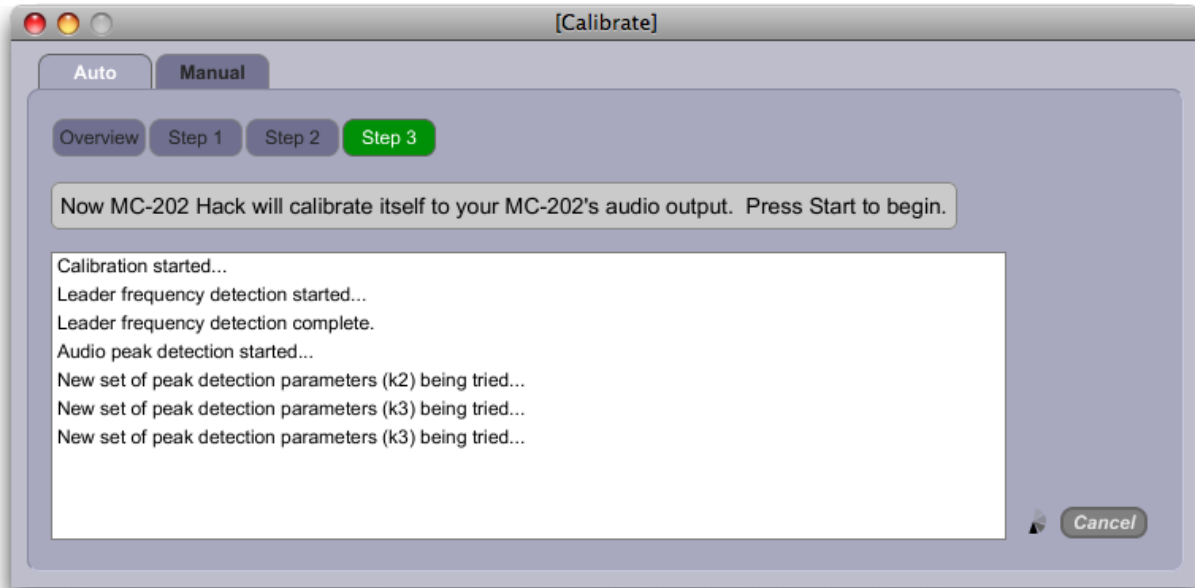 [Calibrate]
Auto Manual
Overview Step 1 Step 2 Step 3
Now MC-202 Hack will calibrate itself to your MC-202's audio output.  Press Start to begin.
Calibration started...
Leader frequency detection started...
Leader frequency detection complete.
Audio peak detection started...
New set of peak detection parameters (k2) being tried...
New set of peak detection parameters (k3) being tried...
New set of peak detection parameters (k3) being tried...
Cancel